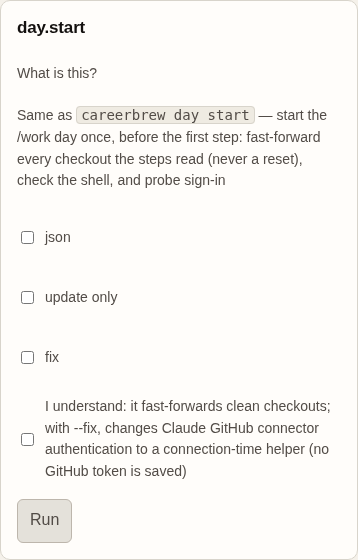 day.start
What is this?
Same as careerbrew day start — start the
/work day once, before the first step: fast-forward
every checkout the steps read (never a reset),
check the shell, and probe sign-in
json
update only
fix
I understand: it fast-forwards clean checkouts;
with --fix, changes Claude GitHub connector
authentication to a connection-time helper (no
GitHub token is saved)
Run